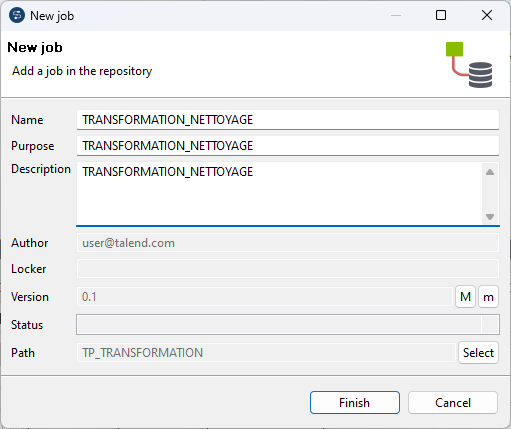 New job
New job
Add a job in the repository
Name TRANSFORMATION_NETTOYAGE
Purpose TRANSFORMATION_NETTOYAGE
Description TRANSFORMATION_NETTOYAGE
Author user@talend.com
Locker
Version 0.1 M m
Status
Path TP_TRANSFORMATION Select
Finish Cancel